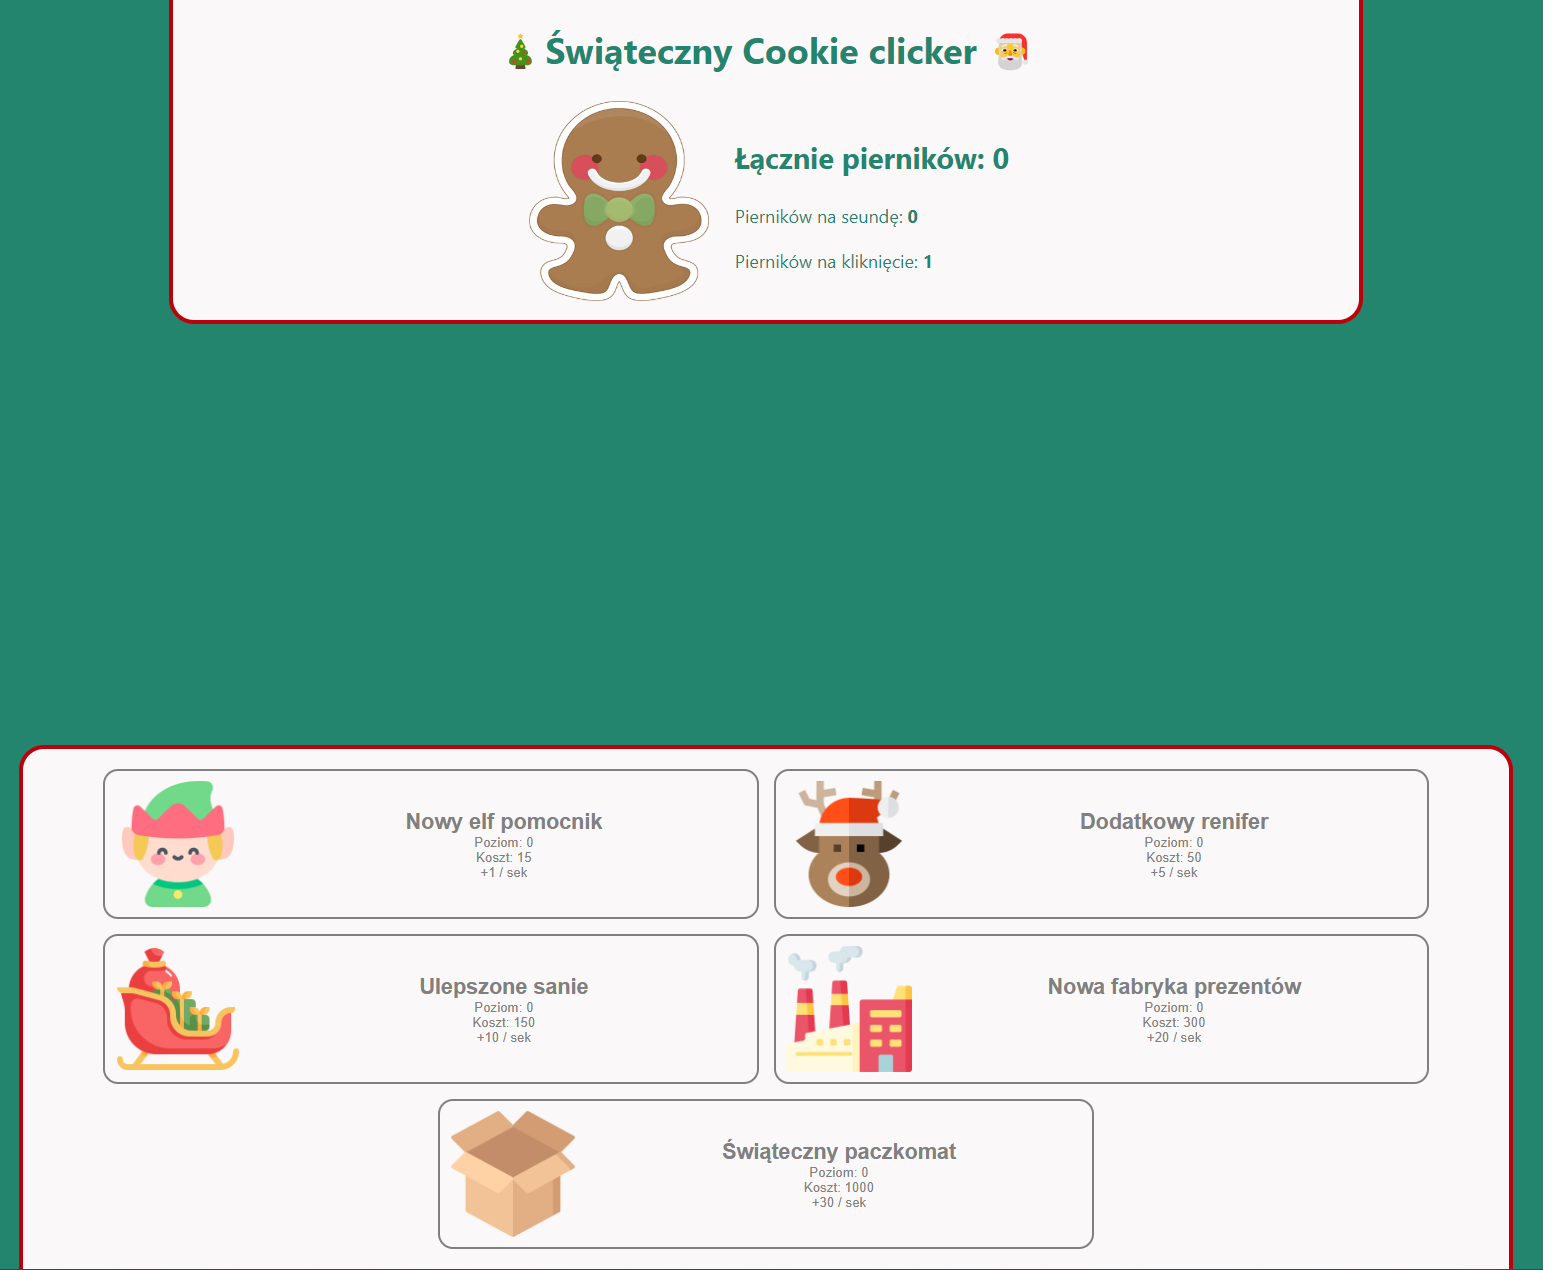 🎄 Świąteczny Cookie clicker 🎅
Łącznie pierników: 0
Pierników na seundę: 0
Pierników na kliknięcie: 1
Nowy elf pomocnik
Poziom: 0
Koszt: 15
+1 / sek
Dodatkowy renifer
Poziom: 0
Koszt: 50
+5 / sek
Ulepszone sanie
Poziom: 0
Koszt: 150
+10 / sek
Nowa fabryka prezentów
Poziom: 0
Koszt: 300
+20 / sek
Świąteczny paczkomat
Poziom: 0
Koszt: 1000
+30 / sek